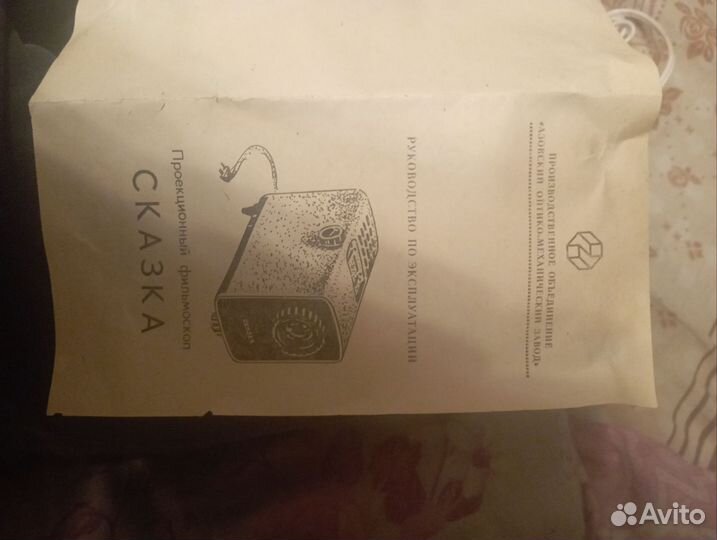 ПРОИЗВОДСТВЕННОЕ ОБЪЕДИНЕНИЕ
«АЗОВСКИЙ ОПТИКО-МЕХАНИЧЕСКИЙ ЗАВОД»
РУКОВОДСТВО ПО ЭКСПЛУАТАЦИИ
Проекционный фильмоскоп
СКАЗКА
Avito